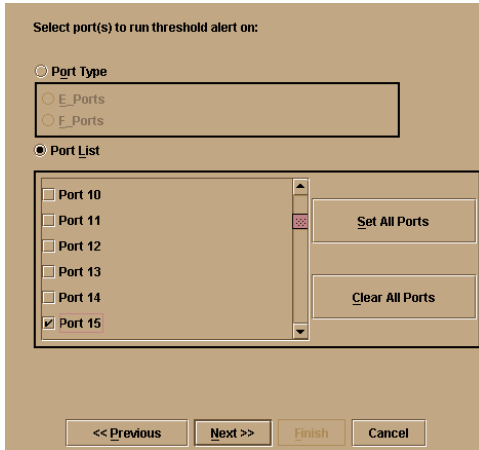 Select port(s) to run threshold alert on:
Port Type
E_Ports
F_Ports
Port List
Port 10
Port 11
Port 12
Port 13
Port 14
Port 15
Set All Ports
Clear All Ports
<< Previous
Next >>
Finish
Cancel